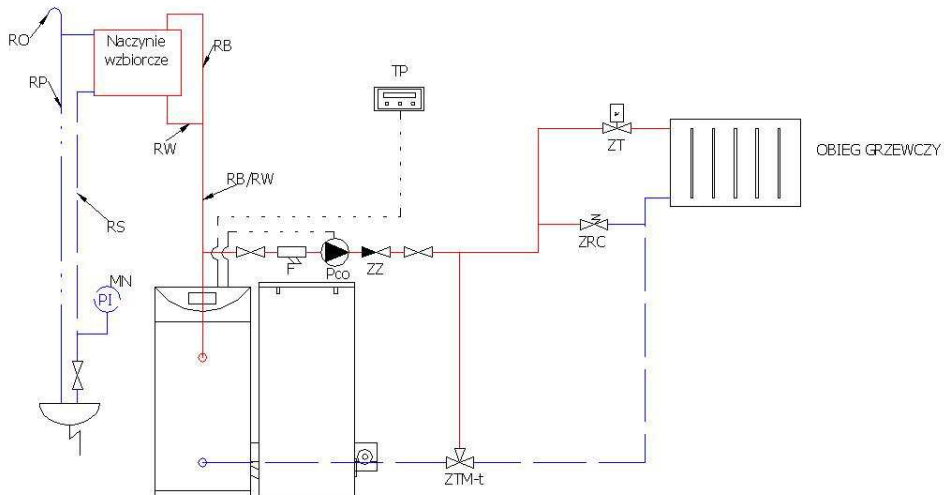 RO
Naczynie
wzbiorcze
RB
RP
TP
RW
ZT
OBIEG GRZEWCZY
RB/RW
RS
ZRC
MN
PI
F
Pco
ZZ
ZTM-t